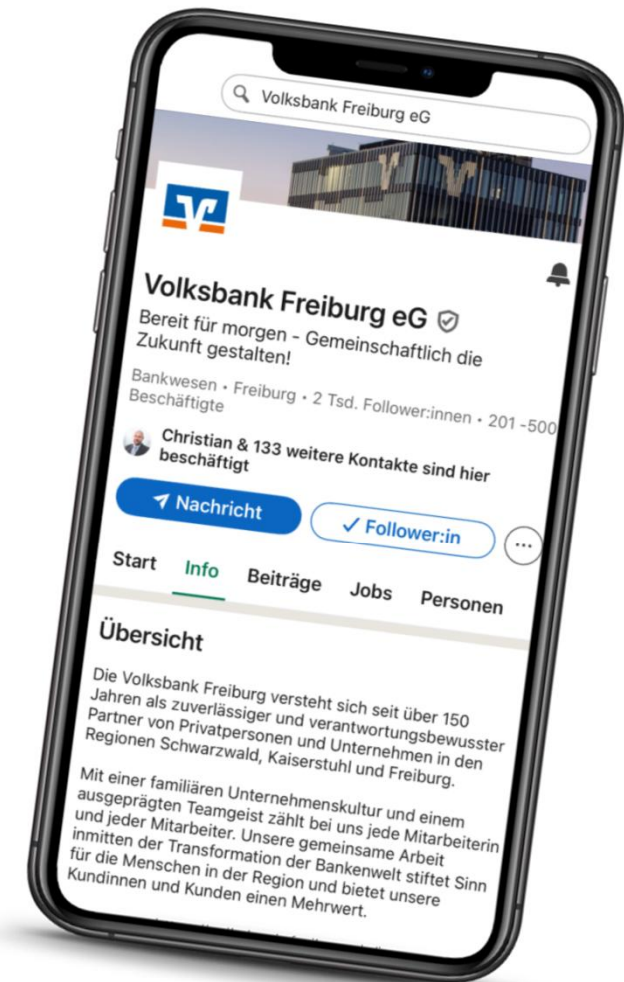 Volksbank Freiburg eG
Volksbank Freiburg eG
Bereit für morgen - Gemeinschaftlich die
Zukunft gestalten!
Bankwesen • Freiburg • 2 Tsd. Follower:innen • 201-500
Beschäftigte
Christian & 133 weitere Kontakte sind hier
beschäftigt
Nachricht
Follower:in
Start Info Beiträge Jobs Personen
Übersicht
Die Volksbank Freiburg versteht sich seit über 150
Jahren als zuverlässiger und verantwortungsbewusster
Partner von Privatpersonen und Unternehmen in den
Regionen Schwarzwald, Kaiserstuhl und Freiburg.
Mit einer familiären Unternehmenskultur und einem
ausgeprägten Teamgeist zählt bei uns jede Mitarbeiterin
und jeder Mitarbeiter. Unsere gemeinsame Arbeit
inmitten der Transformation der Bankenwelt stiftet Sinn
für die Menschen in der Region und bietet unsere
Kundinnen und Kunden einen Mehrwert.